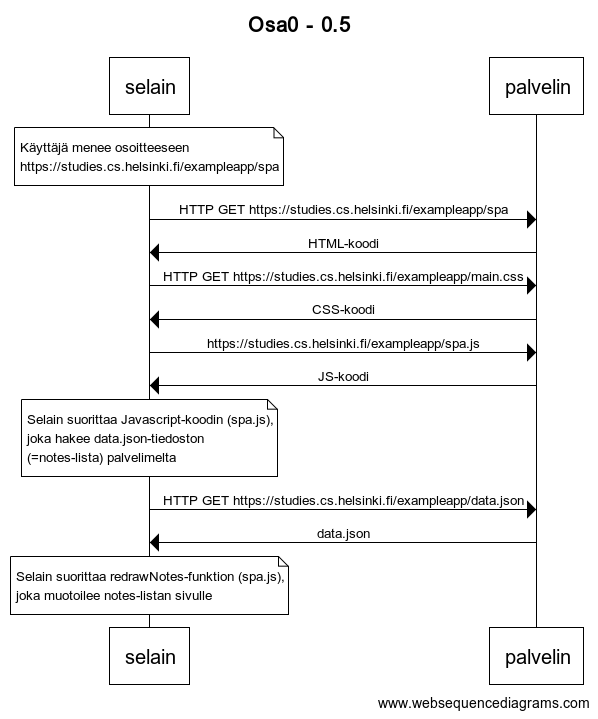 Osa0 - 0.5
selain
palvelin
Käyttäjä menee osoitteeseen
https://studies.cs.helsinki.fi/exampleapp/spa
HTTP GET https://studies.cs.helsinki.fi/exampleapp/spa
HTML-koodi
HTTP GET https://studies.cs.helsinki.fi/exampleapp/main.css
CSS-koodi
https://studies.cs.helsinki.fi/exampleapp/spa.js
JS-koodi
Selain suorittaa Javascript-koodin (spa.js),
joka hakee data.json-tiedoston
(=notes-lista) palvelimelta
HTTP GET https://studies.cs.helsinki.fi/exampleapp/data.json
data.json
Selain suorittaa redrawNotes-funktion (spa.js),
joka muotoilee notes-listan sivulle
selain
palvelin
www.websequencediagrams.com